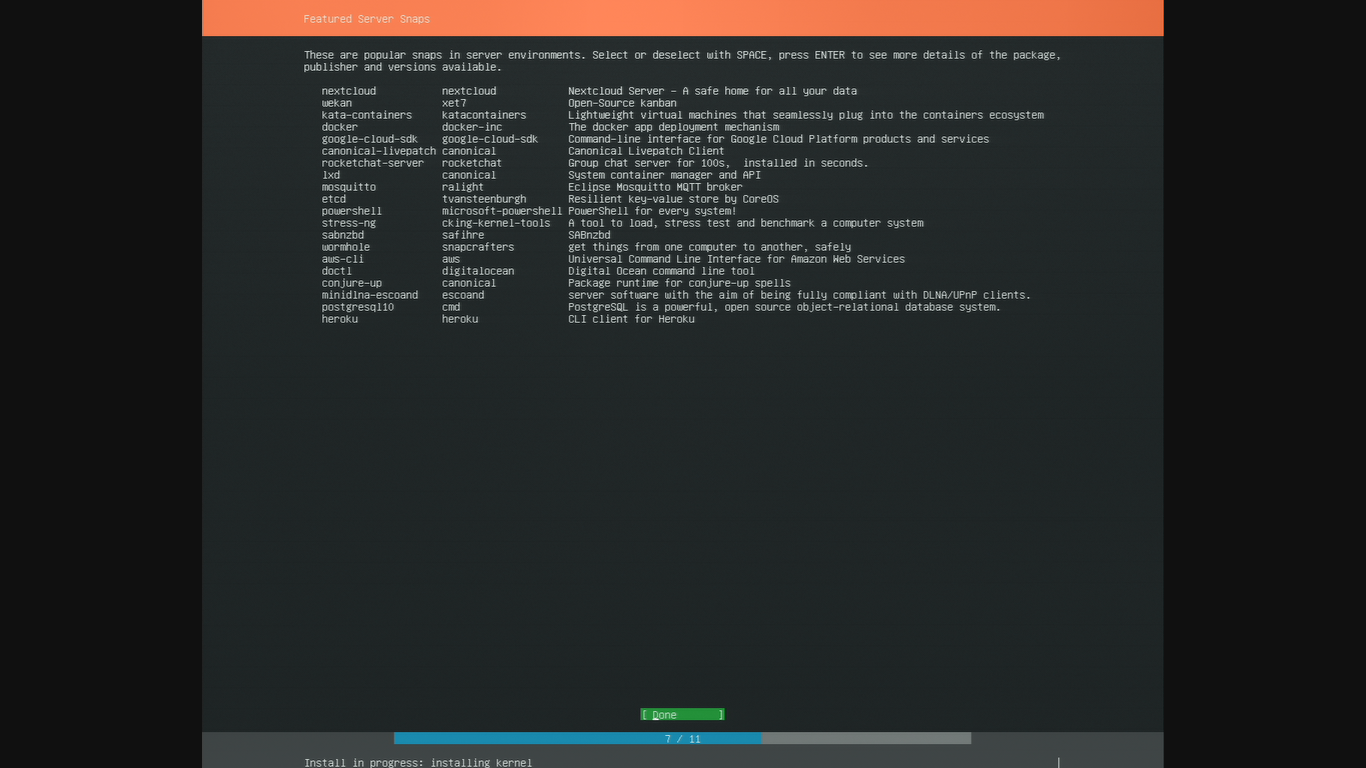 Featured Server Snaps
These are popular snaps in server environments. Select or deselect with SPACE, press ENTER to see more details of the package,
publisher and versions available.
nextcloud nextcloud Nextcloud Server - A safe home for all your data
wekan xet7 Open-Source kanban
kata-containers katacontainers Lightweight virtual machines that seamlessly plug into the containers ecosystem
docker docker-inc The docker app deployment mechanism
google-cloud-sdk google-cloud-sdk Command-line interface for Google Cloud Platform products and services
canonical-livepatch canonical Canonical Livepatch Client
rocketchat-server rocketchat Group chat server for 100s, installed in seconds.
lxd canonical System container manager and API
mosquitto ralight Eclipse Mosquitto MQTT broker
etcd tvansteenburgh Resilient key-value store by CoreOS
powershell microsoft-powershell PowerShell for every system!
stress-ng cking-kernel-tools A tool to load, stress test and benchmark a computer system
sabnzbd safihre SABnzbd
wormhole snapcrafters get things from one computer to another, safely
aws-cli aws Universal Command Line Interface for Amazon Web Services
doctl digitalocean Digital Ocean command line tool
conjure-up canonical Package runtime for conjure-up spells
minidlna-escoand escoand server software with the aim of being fully compliant with DLNA/UPnP clients.
postgresql10 cmd PostgreSQL is a powerful, open source object-relational database system.
heroku heroku CLI client for Heroku
[ Done ]
7 / 11
Install in progress: installing kernel |